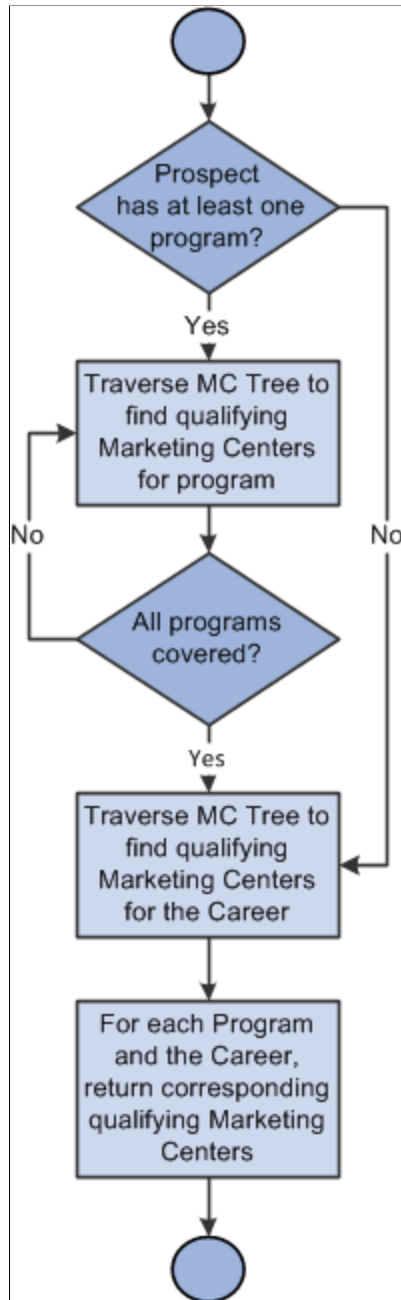 Prospect
has at least one
program?
Yes
Traverse MC Tree to
find qualifying
Marketing Centers
for program
No
No
All programs
covered?
Yes
Traverse MC Tree to
find qualifying
Marketing Centers
for the Career
For each Program
and the Career,
return corresponding
qualifying Marketing
Centers